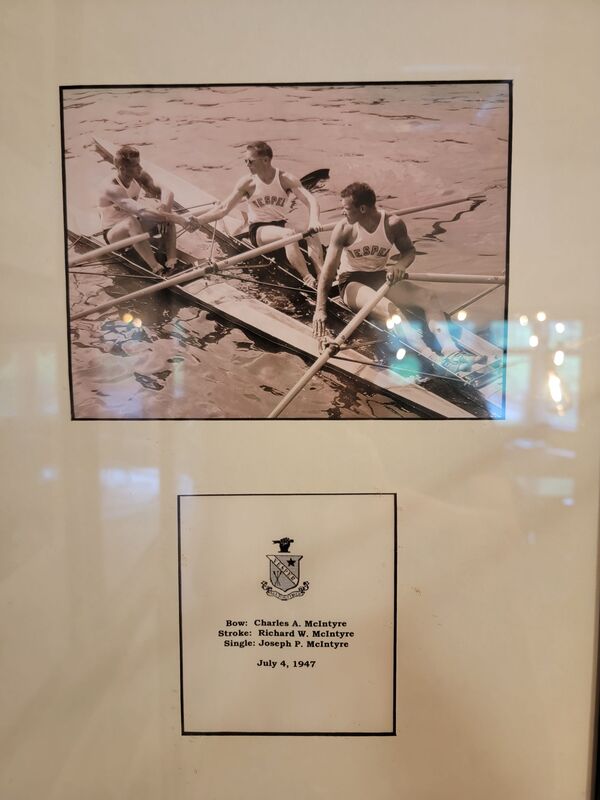 VESPER
VESPER
Bow: Charles A. McIntyre
Stroke: Richard W. McIntyre
Single: Joseph P. McIntyre
July 4, 1947